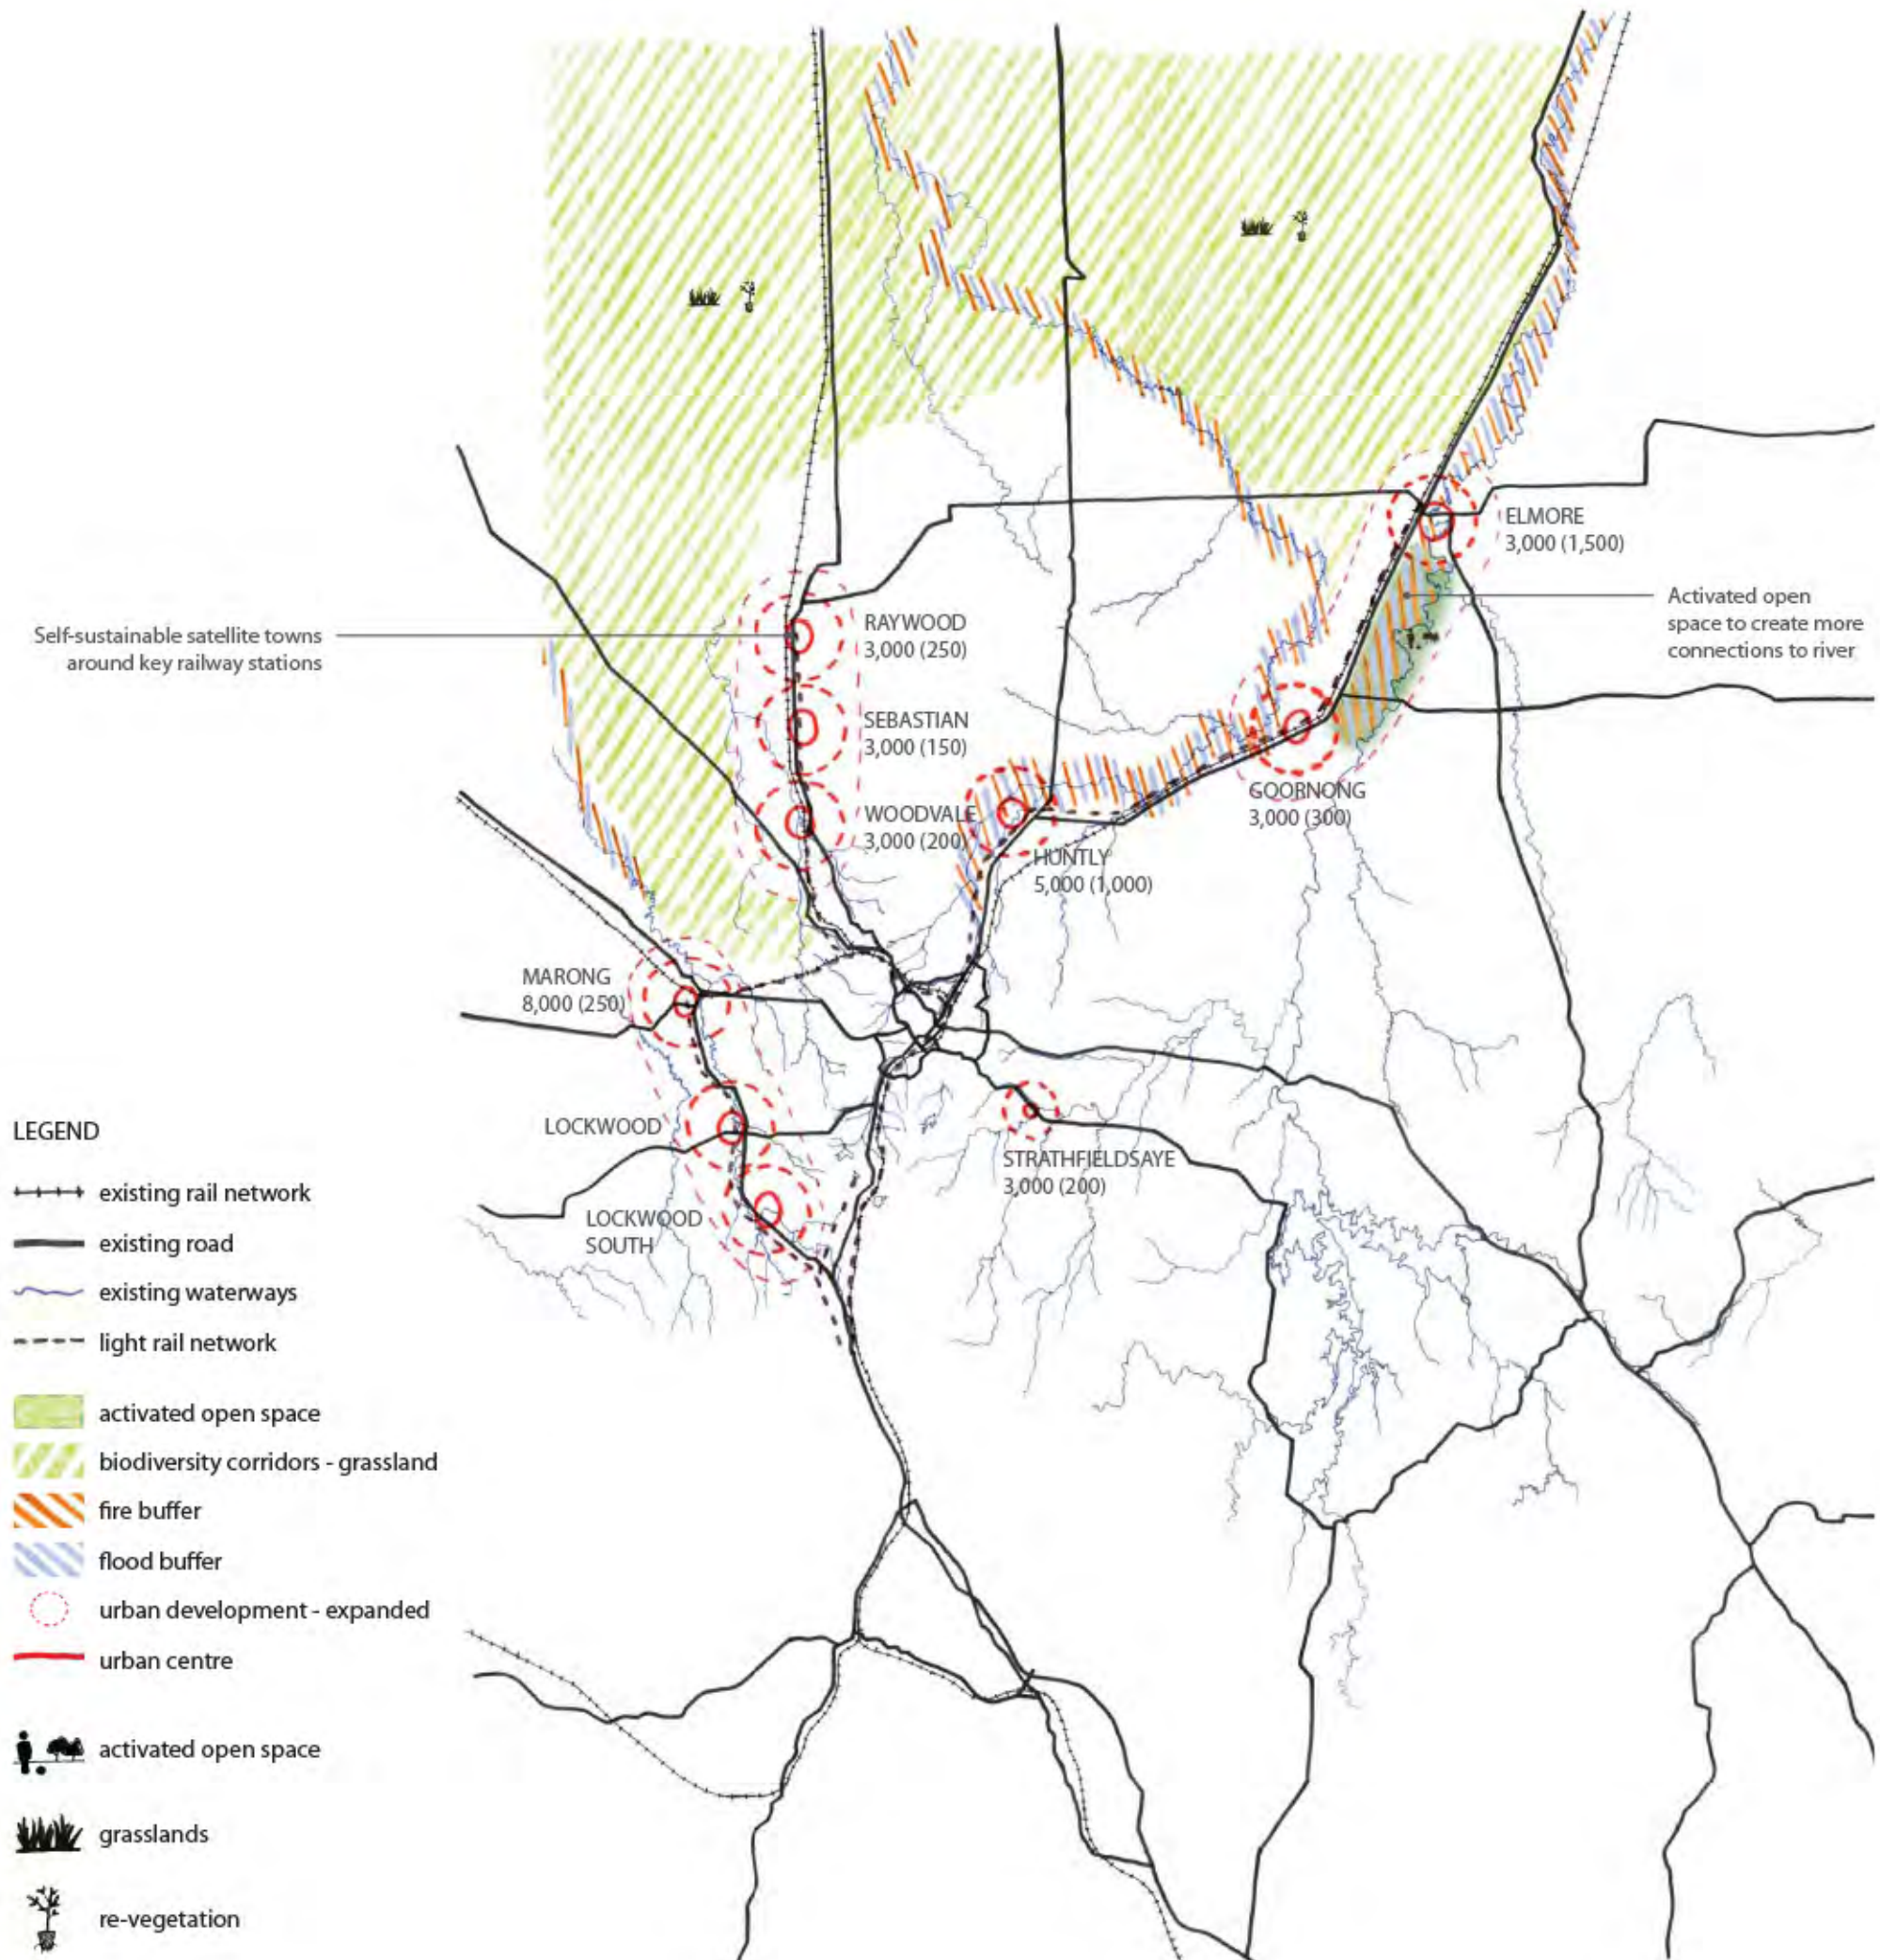 ELMORE
3,000 (1,500)
Activated open
space to create more
connections to river
Self-sustainable satellite towns
around key railway stations
RAYWOOD
3,000 (250)
SEBASTIAN
3,000 (150)
WOODVALE
3,000 (200)
GOORNONG
3,000 (300)
HUNTLY
5,000 (1,000)
MARONG
8,000 (250)
LOCKWOOD
STRATHFIELDSAYE
3,000 (200)
LOCKWOOD
SOUTH
LEGEND
existing rail network
existing road
existing waterways
light rail network
activated open space
biodiversity corridors - grassland
fire buffer
flood buffer
urban development - expanded
urban centre
activated open space
grasslands
re-vegetation